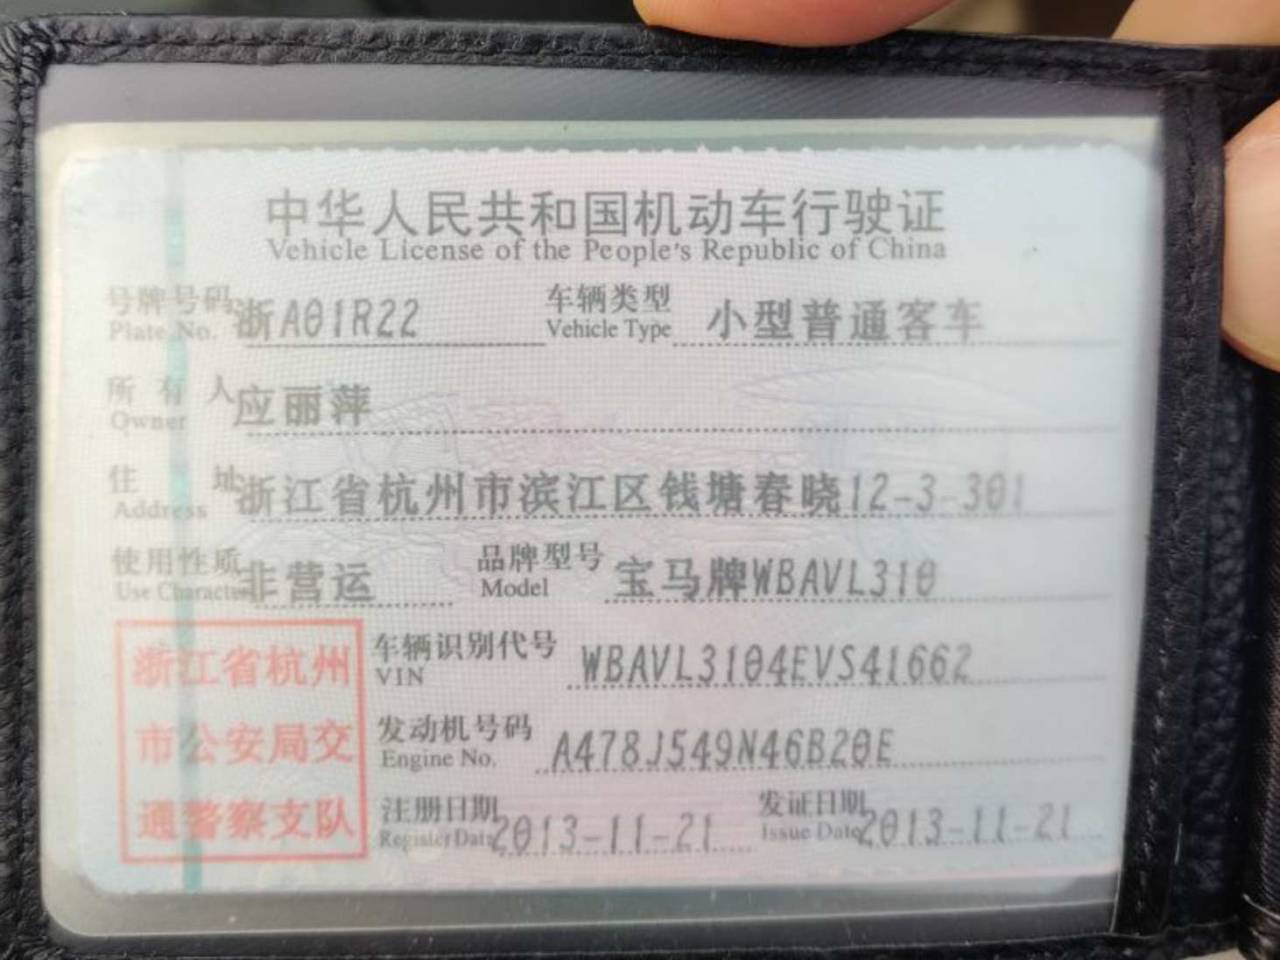 中华人民共和国机动车行驶证
Vehicle License of the People's Republic of China
号牌号码 浙A01R22 车辆类型 小型普通客车
Plate No. Vehicle Type
所有人 应丽萍
Owner
住址 浙江省杭州市滨江区钱塘春晓12-3-301
Address
使用性质 非营运 品牌型号 宝马牌WBAVL310
Use Character Model
浙江省杭州
市公安局交
通警察支队
车辆识别代号 WBAVL3104EVS41662
VIN
发动机号码 A478J549N46B20E
Engine No.
注册日期 2013-11-21 发证日期 2013-11-21
Register Date Issue Date